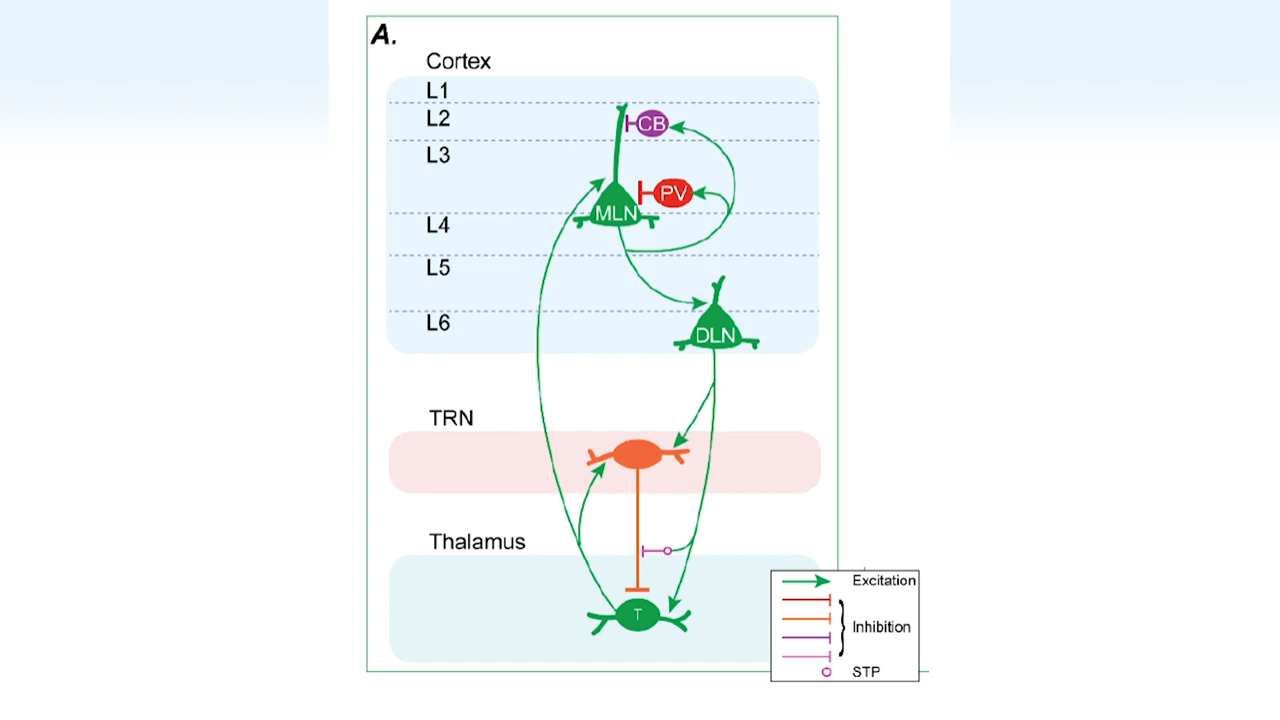 A.
Cortex
L1
L2
CB
L3
PV
MLN
L4
L5
L6
DLN
TRN
Thalamus
T
Excitation
Inhibition
STP